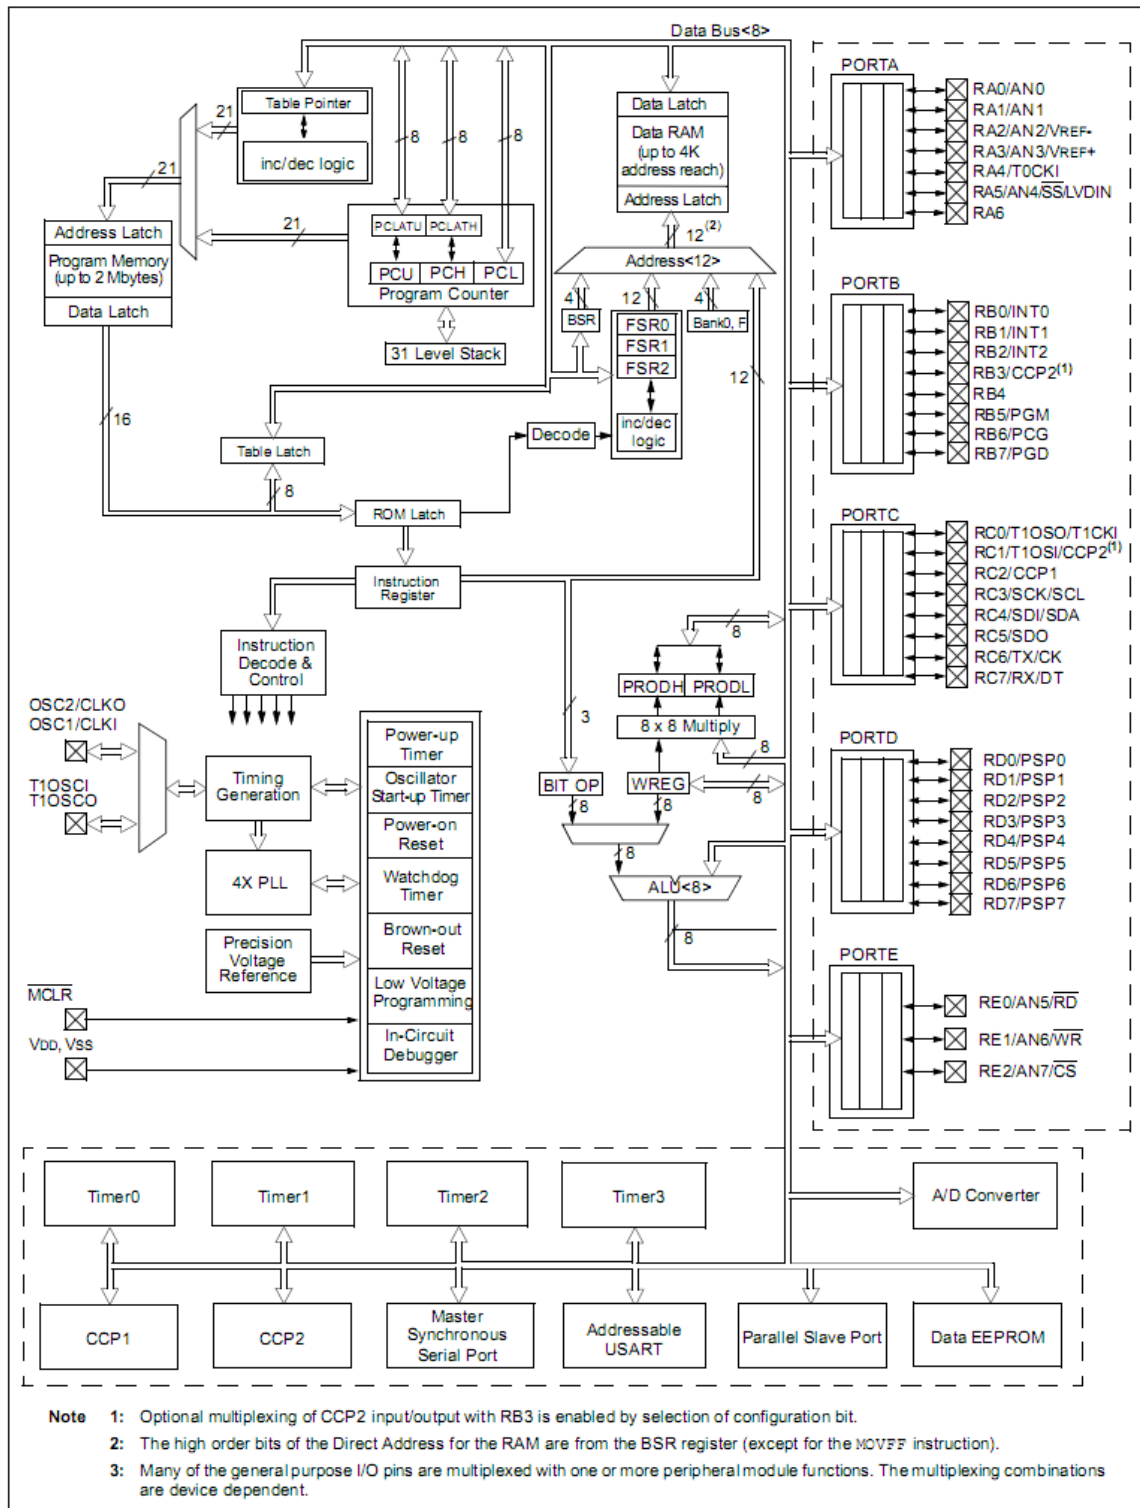 Data Bus<8>
Table Pointer
inc/dec logic
21
21
21
8
8
8
Address Latch
Program Memory
(up to 2 Mbytes)
Data Latch
16
PCLATU
PCLATH
PCU
PCH
PCL
Program Counter
31 Level Stack
Data Latch
Data RAM
(up to 4K
address reach)
Address Latch
12(2)
Address<12>
4
12
4
BSR
FSR0
FSR1
FSR2
Bank0, F
12
inc/dec
logic
Decode
Table Latch
8
ROM Latch
Instruction
Register
Instruction
Decode &
Control
8
PRODH
PRODL
8 x 8 Multiply
3
8
BIT OP
WREG
8
8
8
8
ALU<8>
8
OSC2/CLKO
OSC1/CLKI
T1OSCI
T1OSCO
Timing
Generation
4X PLL
Precision
Voltage
Reference
MCLR
VDD, VSS
Power-up
Timer
Oscillator
Start-up Timer
Power-on
Reset
Watchdog
Timer
Brown-out
Reset
Low Voltage
Programming
In-Circuit
Debugger
PORTA
RA0/AN0
RA1/AN1
RA2/AN2/VREF-
RA3/AN3/VREF+
RA4/T0CKI
RA5/AN4/SS/LVDIN
RA6
PORTB
RB0/INT0
RB1/INT1
RB2/INT2
RB3/CCP2(1)
RB4
RB5/PGM
RB6/PCG
RB7/PGD
PORTC
RC0/T1OSO/T1CKI
RC1/T1OSI/CCP2(1)
RC2/CCP1
RC3/SCK/SCL
RC4/SDI/SDA
RC5/SDO
RC6/TX/CK
RC7/RX/DT
PORTD
RD0/PSP0
RD1/PSP1
RD2/PSP2
RD3/PSP3
RD4/PSP4
RD5/PSP5
RD6/PSP6
RD7/PSP7
PORTE
RE0/AN5/RD
RE1/AN6/WR
RE2/AN7/CS
Timer0
Timer1
Timer2
Timer3
A/D Converter
CCP1
CCP2
Master
Synchronous
Serial Port
Addressable
USART
Parallel Slave Port
Data EEPROM
Note 1: Optional multiplexing of CCP2 input/output with RB3 is enabled by selection of configuration bit.
2: The high order bits of the Direct Address for the RAM are from the BSR register (except for the MOVFF instruction).
3: Many of the general purpose I/O pins are multiplexed with one or more peripheral module functions. The multiplexing combinations
are device dependent.